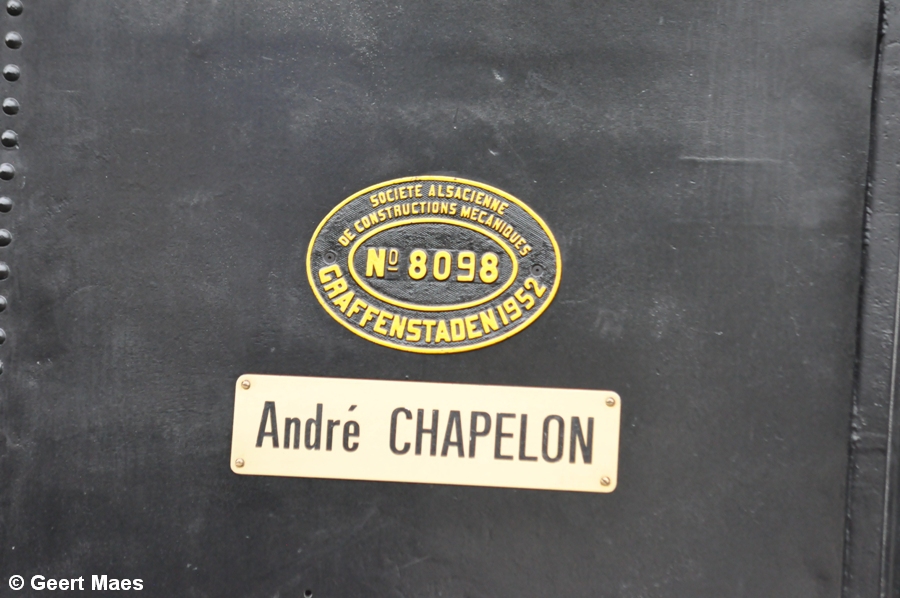 SOCIETE ALSACIENNE
DE CONSTRUCTIONS MECANIQUES
Nº 8098
GRAFFENSTADEN 1952
André CHAPELON
© Geert Maes